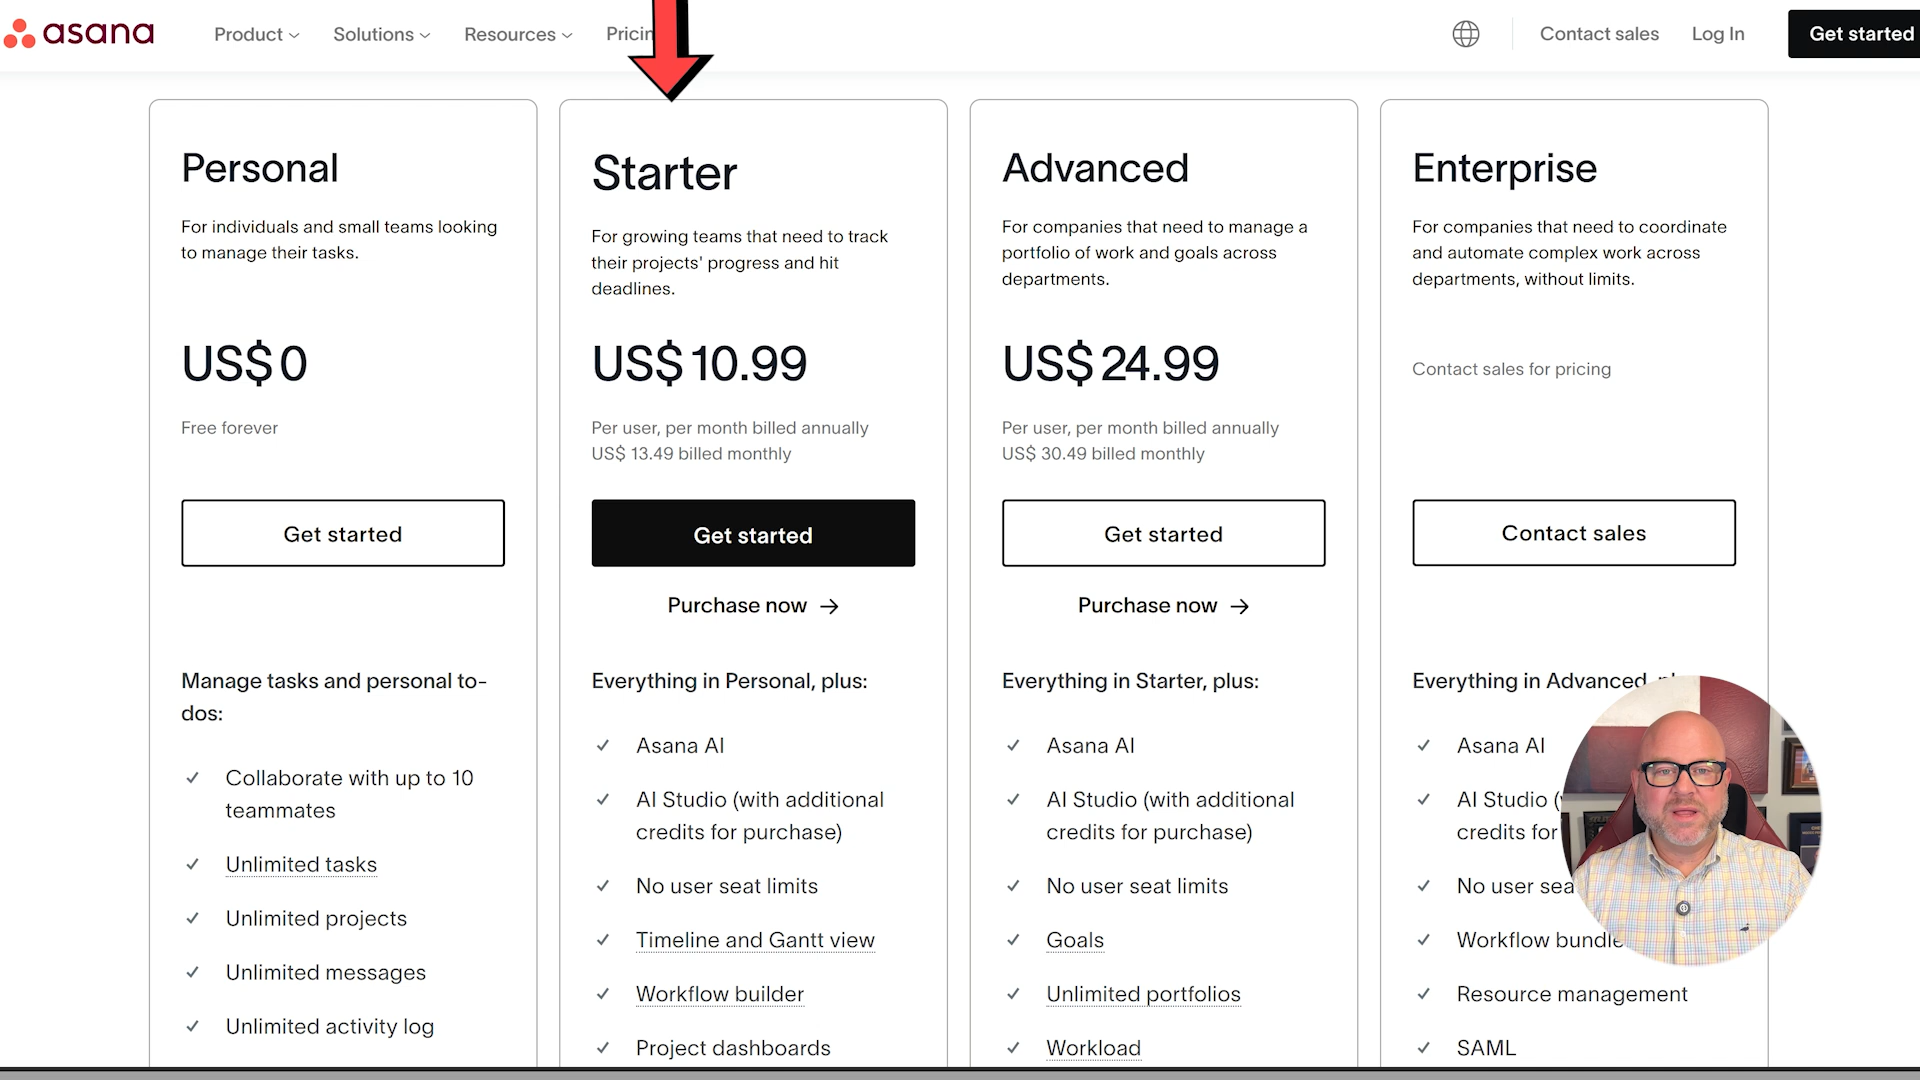 asana
Product
Solutions
Resources
Contact sales
Log In
Get started
Personal
For individuals and small teams looking
to manage their tasks.
US$ 0
Free forever
Get started
Manage tasks and personal to-
dos:
Collaborate with up to 10
teammates
Unlimited tasks
Unlimited projects
Unlimited messages
Unlimited activity log
Starter
For growing teams that need to track
their projects' progress and hit
deadlines.
US$ 10.99
Per user, per month billed annually
US$ 13.49 billed monthly
Get started
Purchase now →
Everything in Personal, plus:
Asana AI
AI Studio (with additional
credits for purchase)
No user seat limits
Timeline and Gantt view
Workflow builder
Project dashboards
Advanced
For companies that need to manage a
portfolio of work and goals across
departments.
US$ 24.99
Per user, per month billed annually
US$ 30.49 billed monthly
Get started
Purchase now →
Everything in Starter, plus:
Asana AI
AI Studio (with additional
credits for purchase)
No user seat limits
Goals
Unlimited portfolios
Workload
Enterprise
For companies that need to coordinate
and automate complex work across
departments, without limits.
Contact sales for pricing
Contact sales
Everything in Advanced,
Asana AI
AI Studio
credits for
No user
Workflow
Resource management
SAML